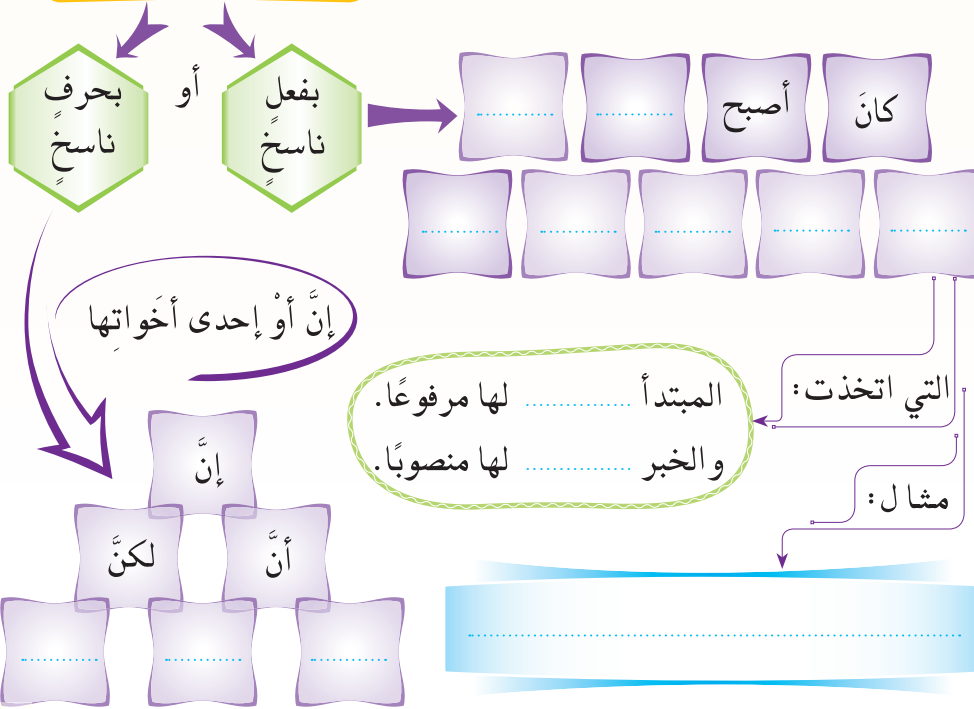 كانَ
أصبح
..............
..............
بفعلٍ
ناسخٍ
أو
بحرفٍ
ناسخٍ
..............
..............
..............
..............
..............
إنَّ أوْ إحدى أخَواتِها
التي اتخذت:
المبتدأ .............. لها مرفوعًا.
والخبر .............. لها منصوبًا.
مثال:
إنَّ
أنَّ
لكنَّ
..............
..............
..............
..............................................................